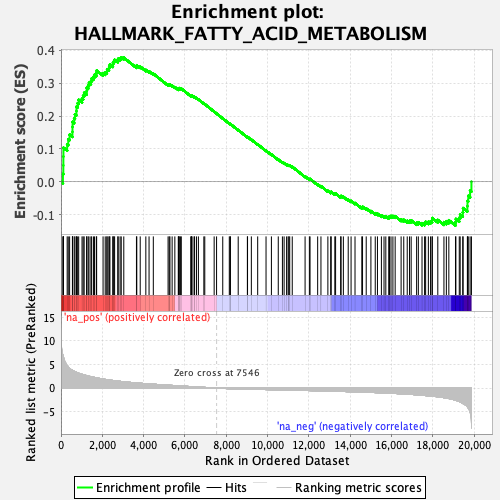 Enrichment plot:
HALLMARK_FATTY_ACID_METABOLISM
Enrichment score (ES)
0.4
0.3
0.2
0.1
0.0
-0.1
'na_pos' (positively correlated)
Ranked list metric (PreRanked)
15
10
5
0
-5
Zero cross at 7546
'na_neg' (negatively correlated)
0
2,000
4,000
6,000
8,000
10,000
12,000
14,000
16,000
18,000
20,000
Rank in Ordered Dataset
Enrichment profile
Hits
Ranking metric scores